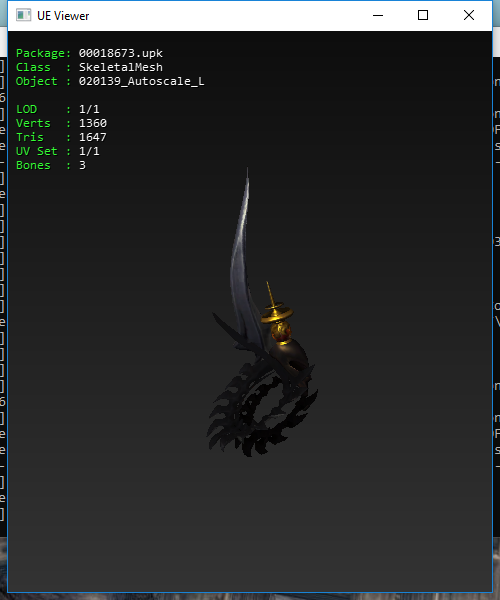 UE Viewer
Package: 00018673.upk
Class : SkeletalMesh
Object : 020139_Autoscale_L
LOD : 1/1
Verts : 1360
Tris : 1647
UV Set : 1/1
Bones : 3